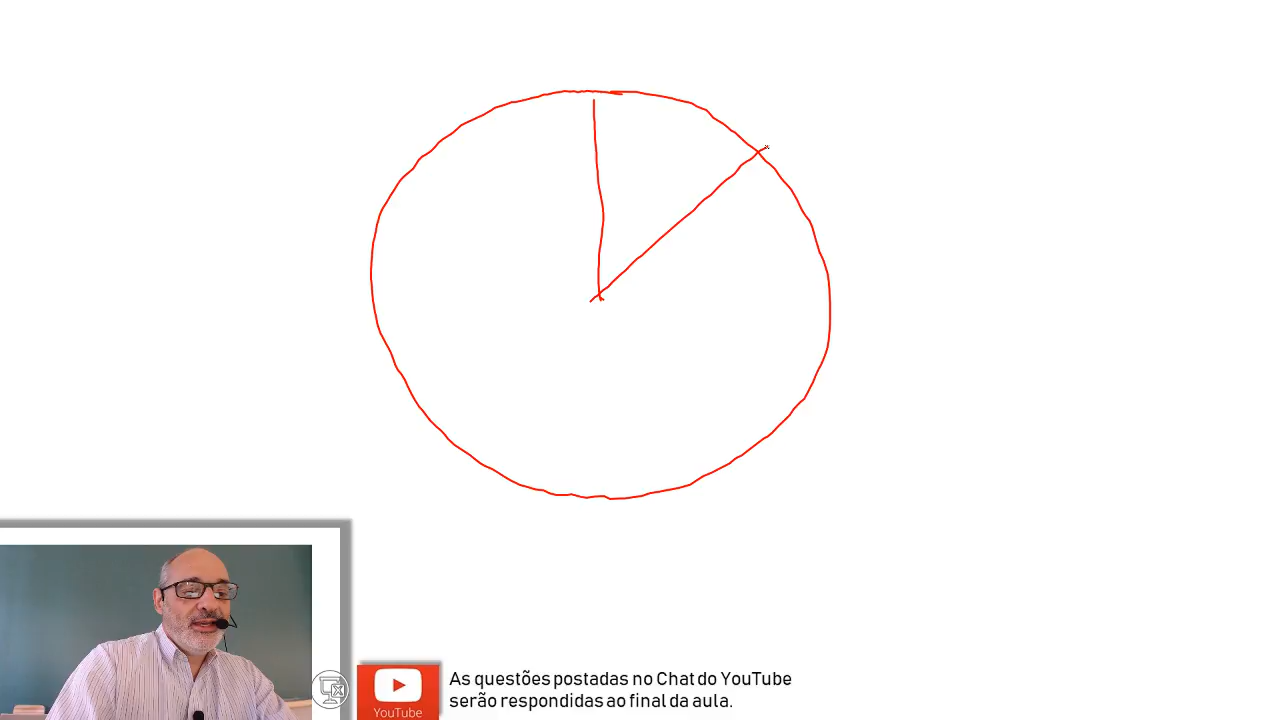 As questões postadas no Chat do YouTube
serão respondidas ao final da aula.
YouTube